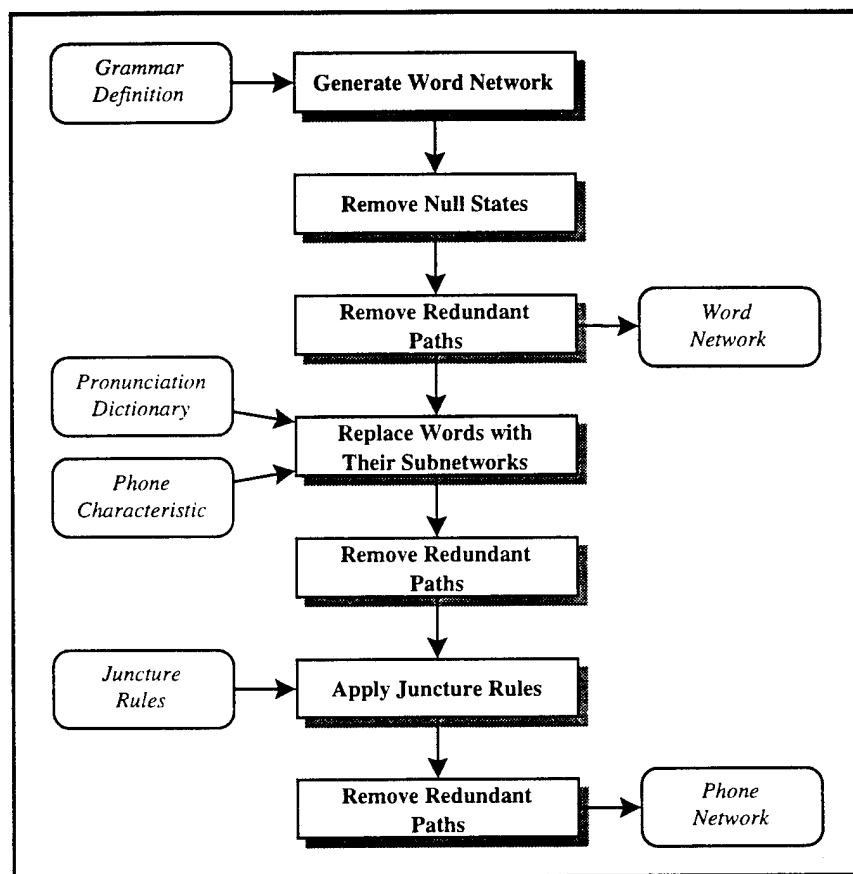 Grammar
Definition
Generate Word Network
Remove Null States
Remove Redundant
Paths
Word
Network
Pronunciation
Dictionary
Replace Words with
Their Subnetworks
Phone
Characteristic
Remove Redundant
Paths
Juncture
Rules
Apply Juncture Rules
Remove Redundant
Paths
Phone
Network